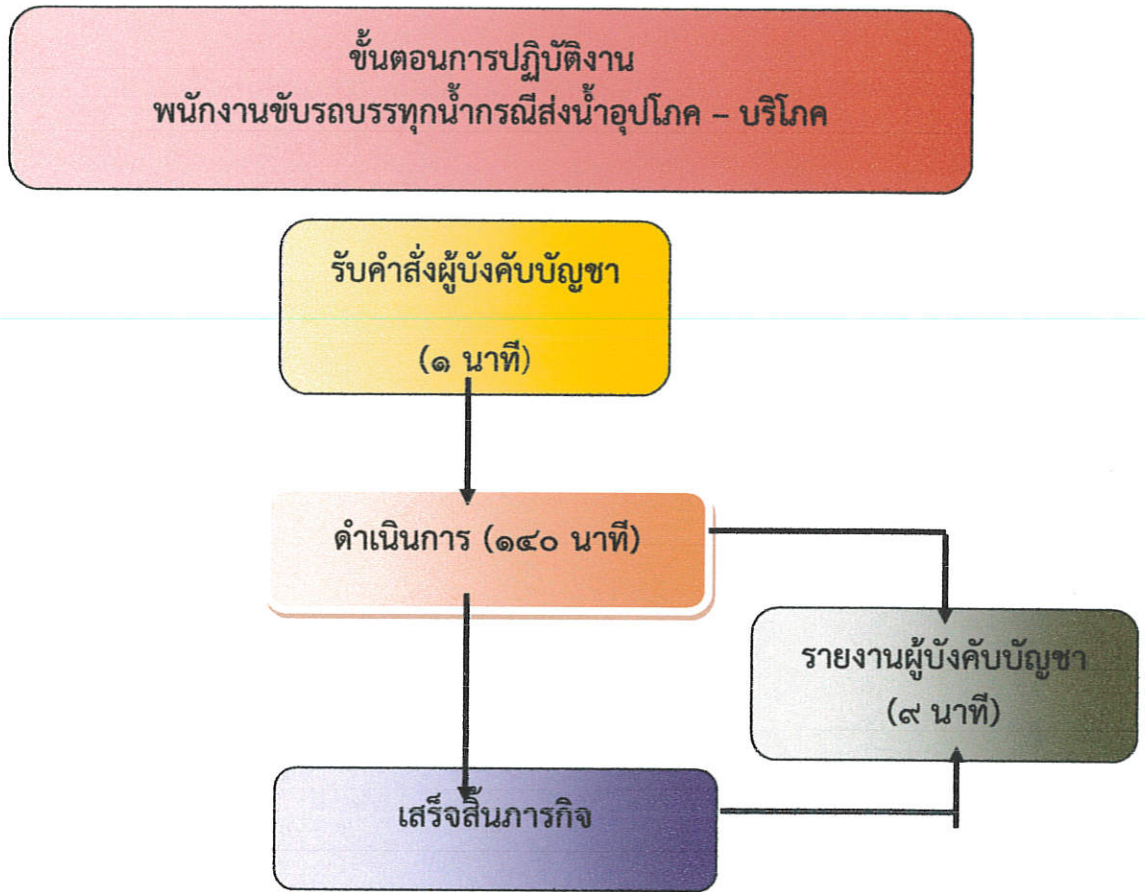 ขั้นตอนการปฏิบัติงาน
พนักงานขับรถบรรทุกน้ำกรณีส่งน้ำอุปโภค – บริโภค
รับคำสั่งผู้บังคับบัญชา
(๑ นาที)
ดำเนินการ (๑๔๐ นาที)
รายงานผู้บังคับบัญชา
(๙ นาที)
เสร็จสิ้นภารกิจ